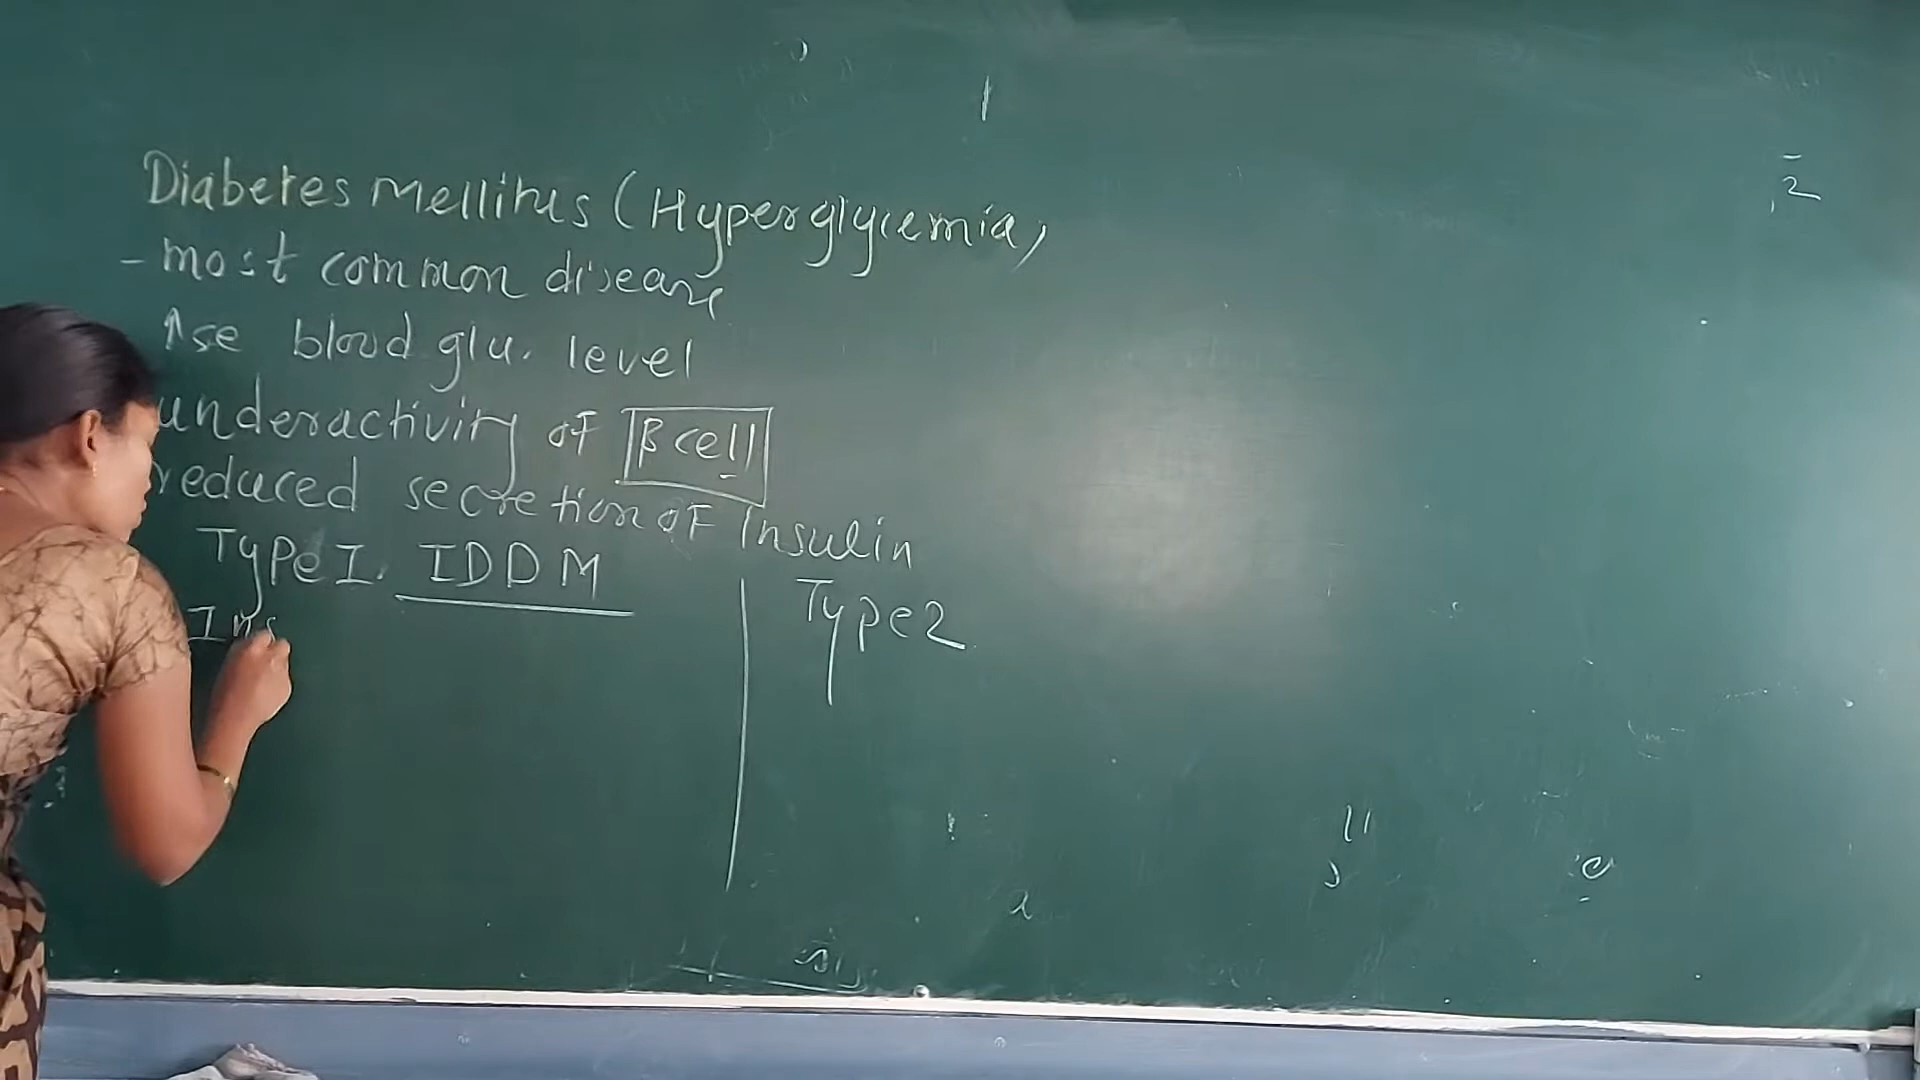 Diabetes mellitus (Hyperglycemia)
- most common disease
↑se blood glu. level
underactivity of β cell
reduced secretion of Insulin
Type I. IDDM
Type 2
Ins